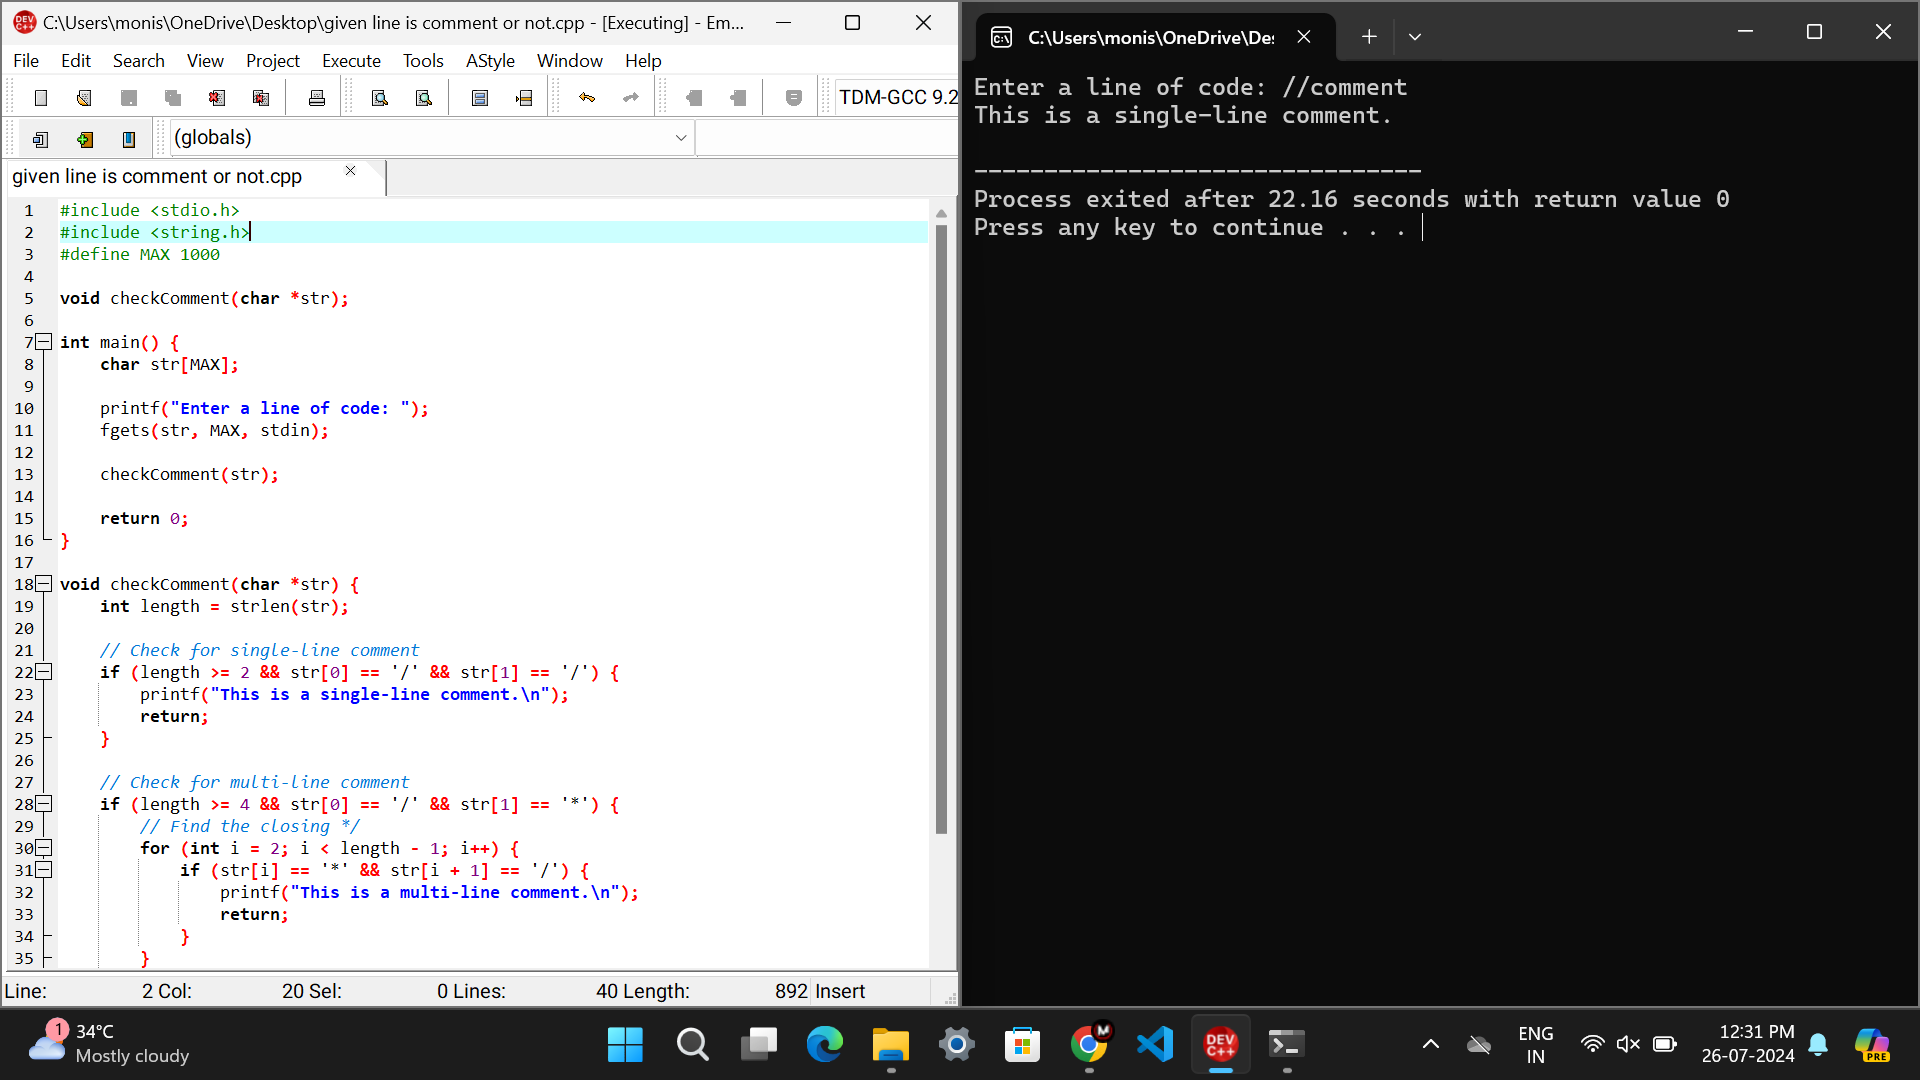 C:\Users\monis\OneDrive\Desktop\given line is comment or not.cpp - [Executing] - Em...
File Edit Search View Project Execute Tools AStyle Window Help
TDM-GCC 9.2
(globals)
given line is comment or not.cpp
1 #include <stdio.h>
2 #include <string.h>
3 #define MAX 1000
4
5 void checkComment(char *str);
6
7 int main() {
8 char str[MAX];
9
10 printf("Enter a line of code: ");
11 fgets(str, MAX, stdin);
12
13 checkComment(str);
14
15 return 0;
16 }
17
18 void checkComment(char *str) {
19 int length = strlen(str);
20
21 // Check for single-line comment
22 if (length >= 2 && str[0] == '/' && str[1] == '/') {
23 printf("This is a single-line comment.\n");
24 return;
25 }
26
27 // Check for multi-line comment
28 if (length >= 4 && str[0] == '/' && str[1] == '*') {
29 // Find the closing */
30 for (int i = 2; i < length - 1; i++) {
31 if (str[i] == '*' && str[i + 1] == '/') {
32 printf("This is a multi-line comment.\n");
33 return;
34 }
35 }
Line: 2 Col: 20 Sel: 0 Lines: 40 Length: 892 Insert
C:\Users\monis\OneDrive\De
Enter a line of code: //comment
This is a single-line comment.
--------------------------------
Process exited after 22.16 seconds with return value 0
Press any key to continue . . .
1
34°C
Mostly cloudy
M
DEV C++
ENG
IN
12:31 PM
26-07-2024
PRE